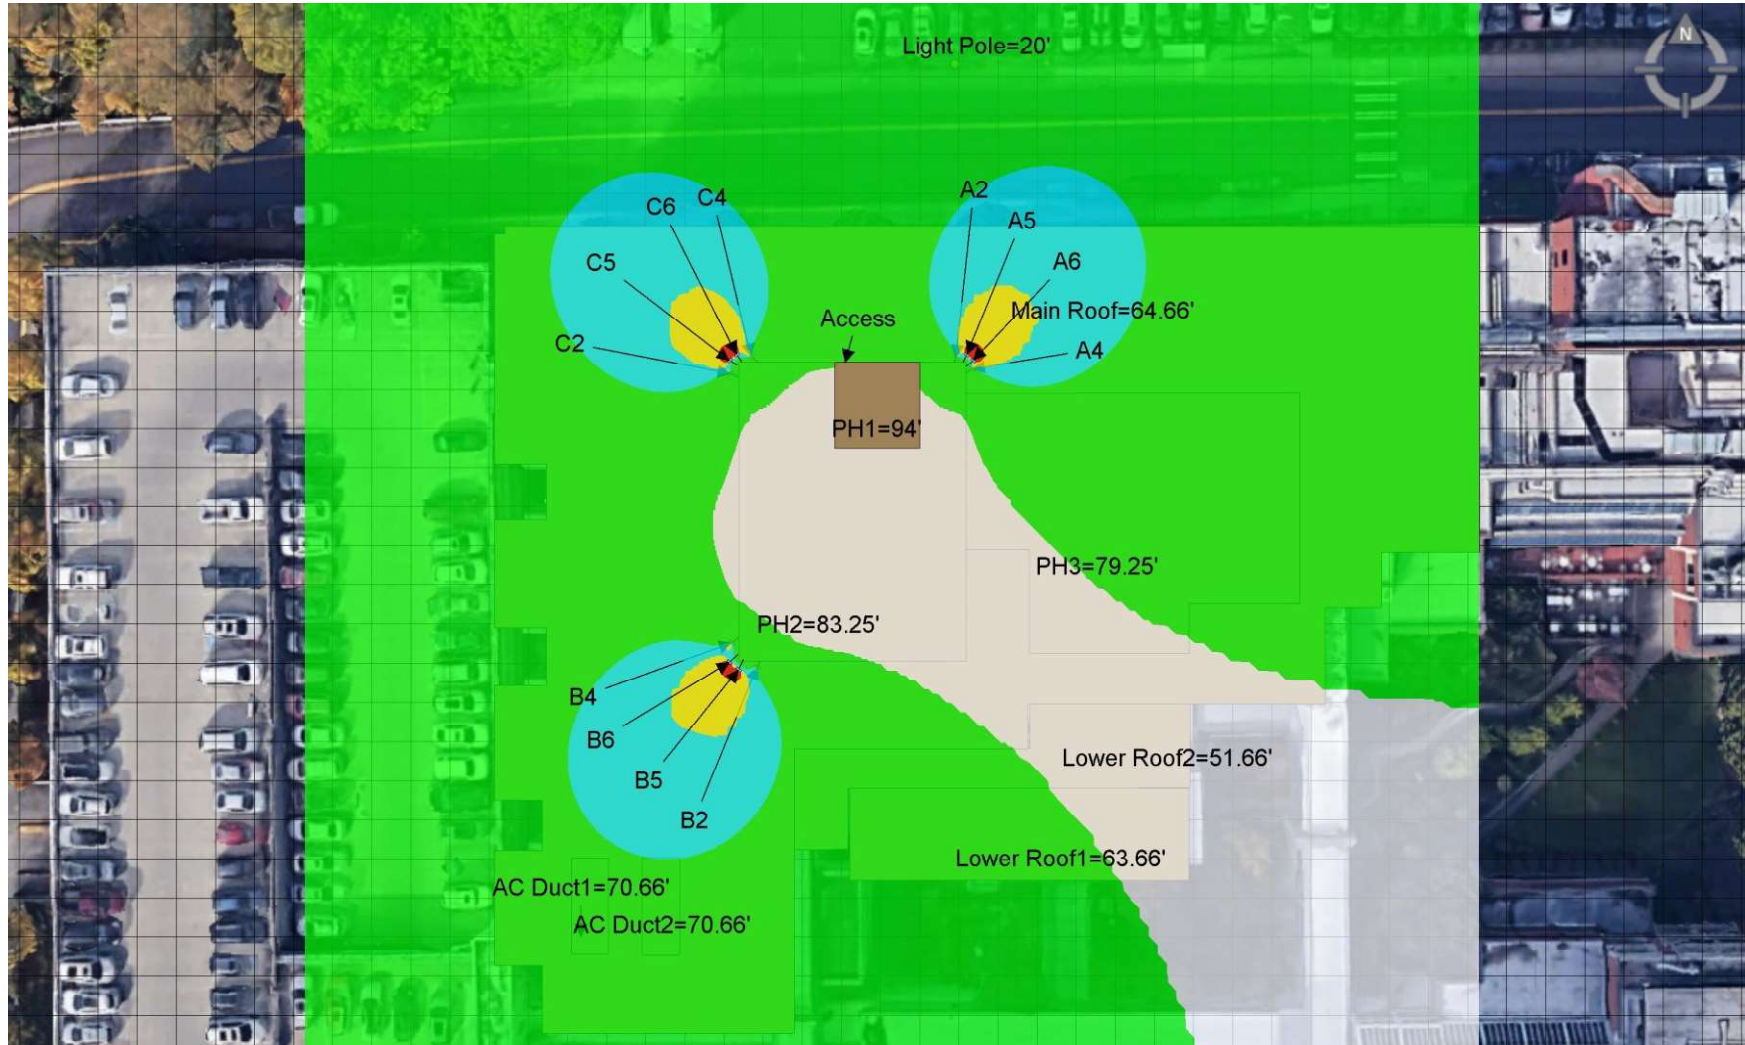 N
Light Pole=20'
C4
C6
A2
A5
C5
A6
Main Roof=64.66'
Access
C2
A4
PH1=94'
PH3=79.25'
PH2=83.25'
B4
B6
B5
Lower Roof2=51.66'
B2
Lower Roof1=63.66'
AC Duct1=70.66'
AC Duct2=70.66'